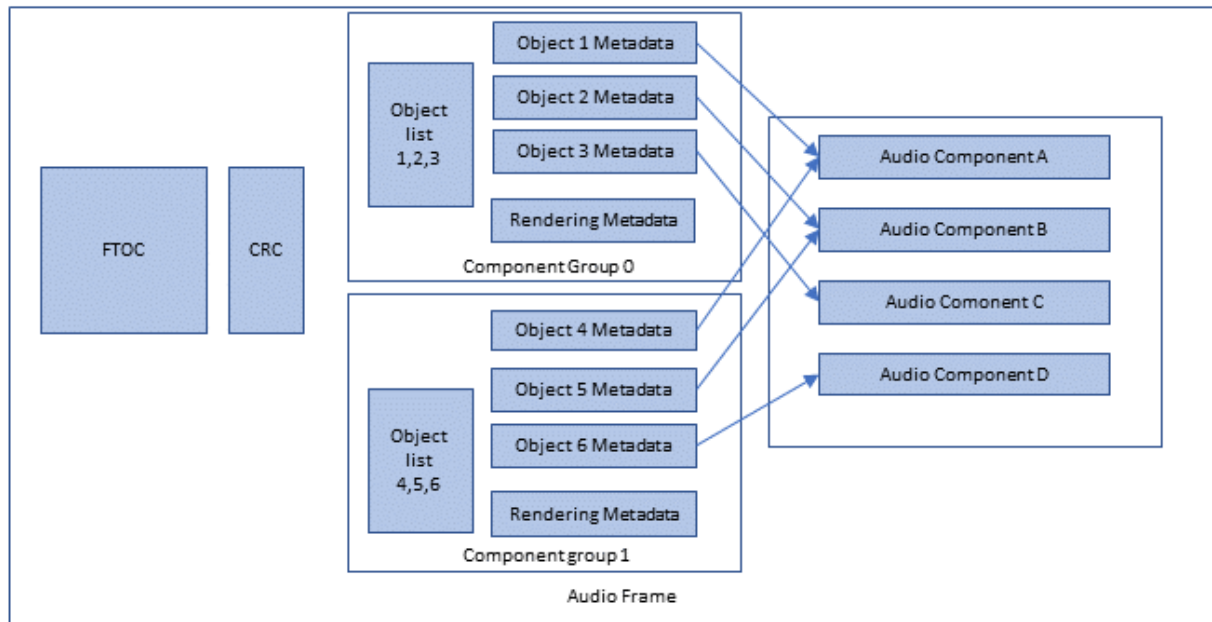 FTOC
CRC
Object
list
1,2,3
Object 1 Metadata
Object 2 Metadata
Object 3 Metadata
Rendering Metadata
Component Group 0
Object
list
4,5,6
Object 4 Metadata
Object 5 Metadata
Object 6 Metadata
Rendering Metadata
Component group 1
Audio Component A
Audio Component B
Audio Comonent C
Audio Component D
Audio Frame